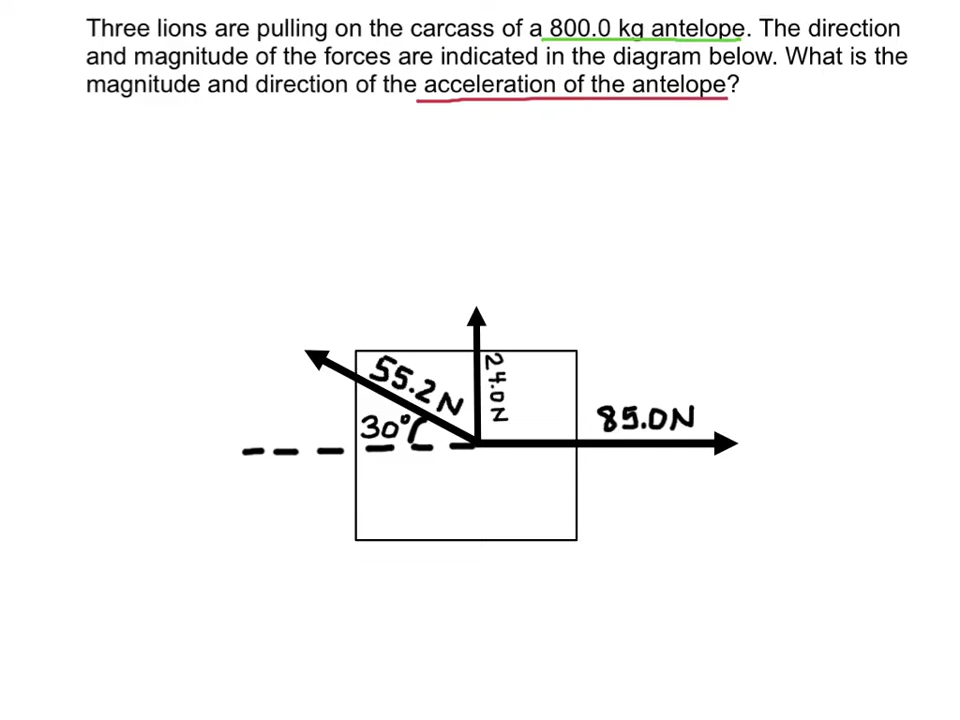 Three lions are pulling on the carcass of a 800.0 kg antelope. The direction
and magnitude of the forces are indicated in the diagram below. What is the
magnitude and direction of the acceleration of the antelope?
55.2N
24.0N
30°
85.0N